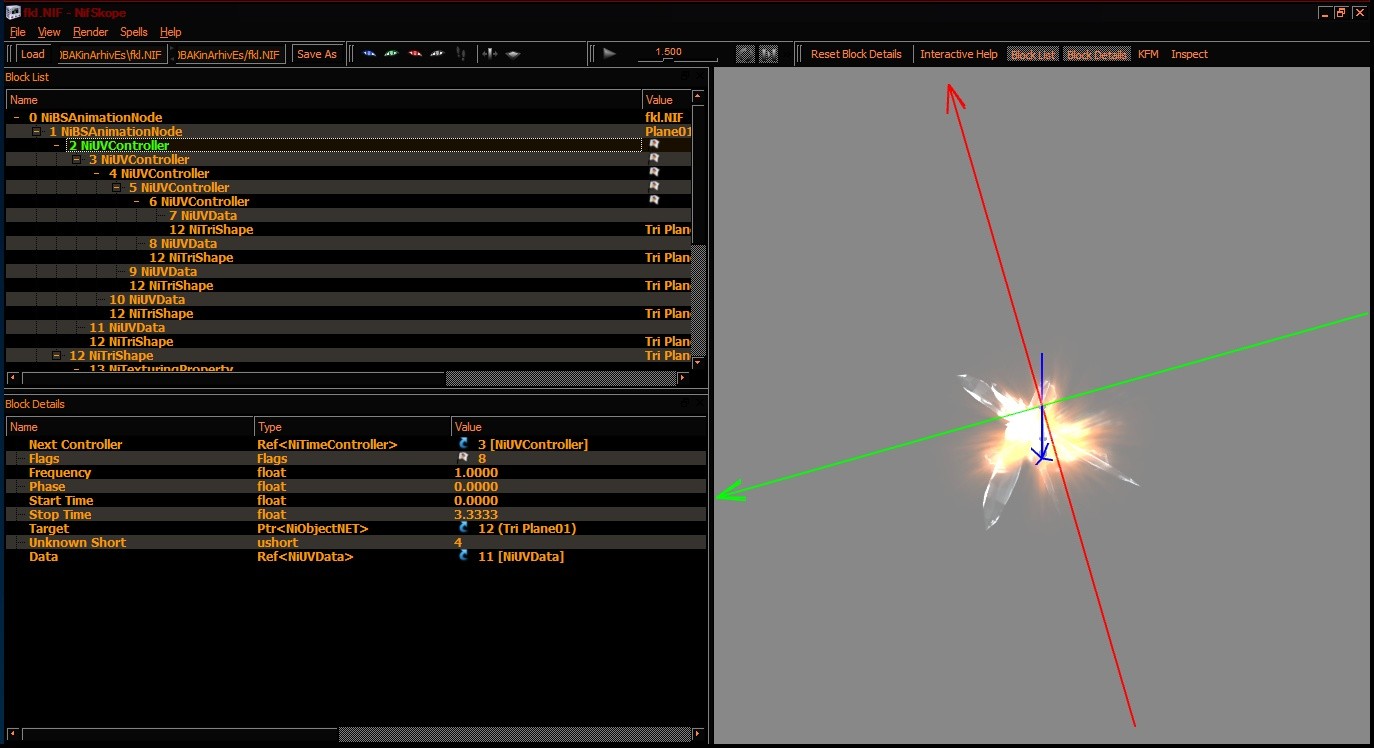 fkl.NIF - NifSkope
File View Render Spells Help
Load )BAKinArhivEs\fkl.NIF )BAKinArhivEs/fkl.NIF Save As 1.500 Reset Block Details Interactive Help Block List Block Details KFM Inspect
Block List
Name Value
0 NiBSAnimationNode fkl.NIF
1 NiBSAnimationNode Plane01
2 NiUVController
3 NiUVController
4 NiUVController
5 NiUVController
6 NiUVController
7 NiUVData
12 NiTriShape Tri Plan
8 NiUVData
12 NiTriShape Tri Plan
9 NiUVData
12 NiTriShape Tri Plan
10 NiUVData
12 NiTriShape Tri Plan
11 NiUVData
12 NiTriShape Tri Plan
12 NiTriShape Tri Plan
13 NiTexturingProperty
Block Details
Name Type Value
Next Controller Ref<NiTimeController> 3 [NiUVController]
Flags Flags 8
Frequency float 1.0000
Phase float 0.0000
Start Time float 0.0000
Stop Time float 3.3333
Target Ptr<NiObjectNET> 12 (Tri Plane01)
Unknown Short ushort 4
Data Ref<NiUVData> 11 [NiUVData]